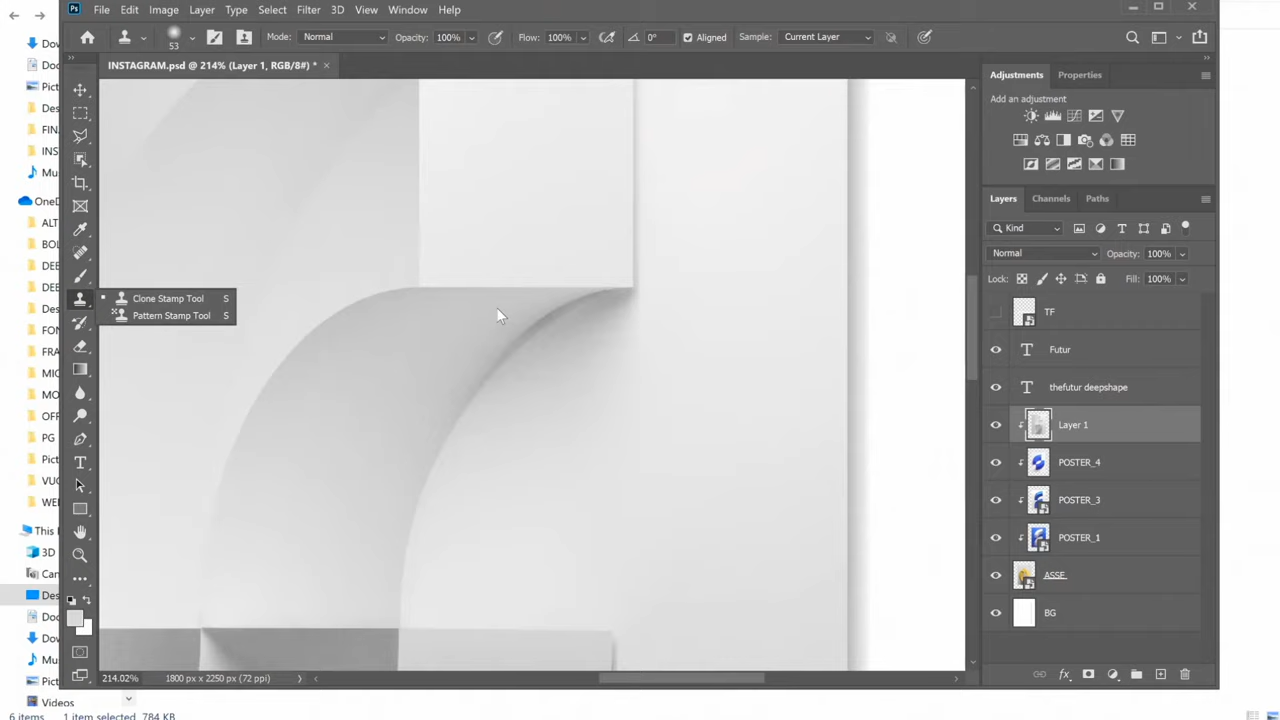 Ps File Edit Image Layer Type Select Filter 3D View Window Help
53 Mode: Normal Opacity: 100% Flow: 100% 0° Aligned Sample: Current Layer
INSTAGRAM.psd @ 214% (Layer 1, RGB/8#) * ×
Clone Stamp Tool S
Pattern Stamp Tool S
Adjustments Properties
Add an adjustment
Layers Channels Paths
Kind
Normal Opacity: 100%
Lock: Fill: 100%
TF
Futur
thefutur deepshape
Layer 1
POSTER_4
POSTER_3
POSTER_1
ASSE
BG
214.02% 1800 px x 2250 px (72 ppi)
Dow
Doc
Pict
Des
FIN
INS
Mu
OneD
ALT
BOL
DEE
DEE
Des
FON
FRA
MIC
MO
OFF
PG
Pict
VUC
WE
This
3D
Can
Des
Doc
Dow
Mu
Pict
Videos
6 items 1 item selected, 784 KB